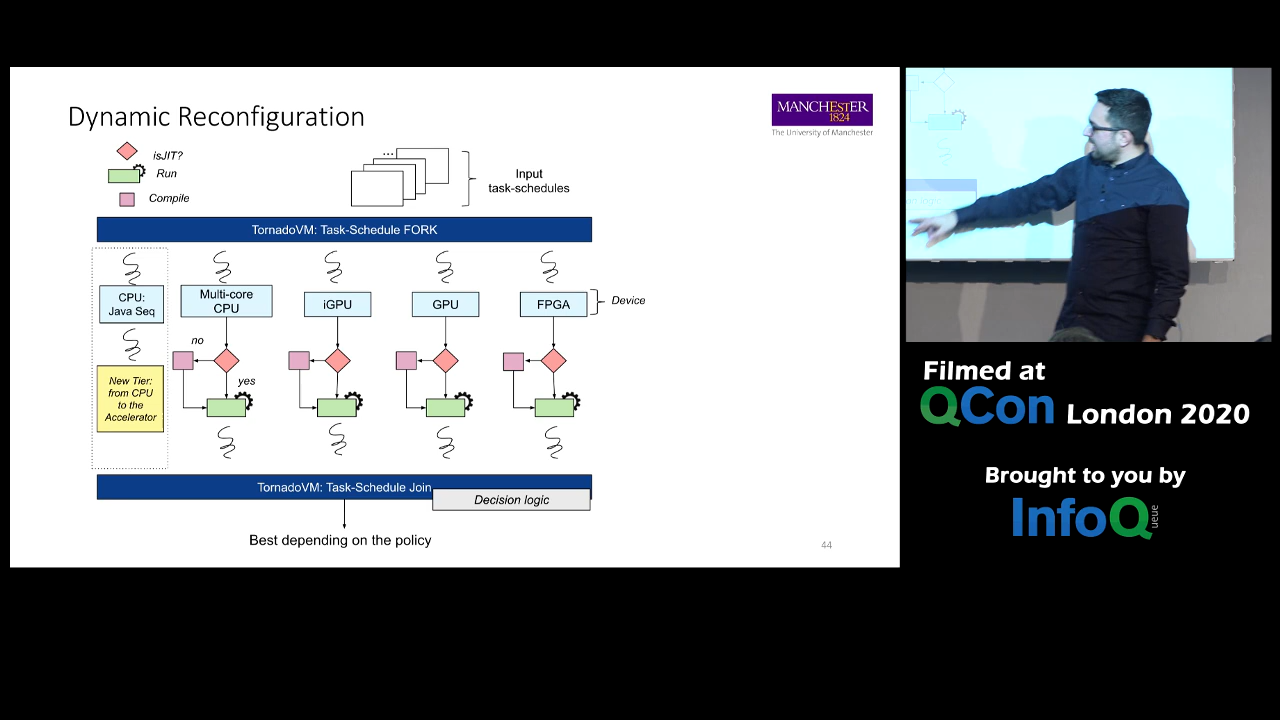 Dynamic Reconfiguration
MANCHESTER
1824
The University of Manchester
isJIT?
Run
Compile
...
Input
task-schedules
TornadoVM: Task-Schedule FORK
CPU:
Java Seq
Multi-core
CPU
iGPU
GPU
FPGA
Device
no
yes
New Tier:
from CPU
to the
Accelerator
TornadoVM: Task-Schedule Join
Decision logic
Best depending on the policy
44
Filmed at
QCon London 2020
Brought to you by
InfoQueue